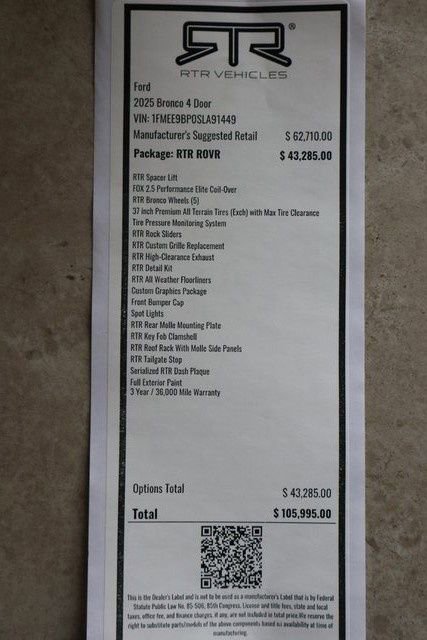 RTR®
RTR VEHICLES
Ford
2025 Bronco 4 Door
VIN: 1FMEE9BP0SLA91449
Manufacturer's Suggested Retail $ 62,710.00
Package: RTR ROVR $ 43,285.00
RTR Spacer Lift
FOX 2.5 Performance Elite Coil-Over
RTR Bronco Wheels (5)
37 inch Premium All Terrain Tires (Exch) with Max Tire Clearance
Tire Pressure Monitoring System
RTR Rock Sliders
RTR Custom Grille Replacement
RTR High-Clearance Exhaust
RTR Detail Kit
RTR All Weather Floorliners
Custom Graphics Package
Front Bumper Cap
Spot Lights
RTR Rear Molle Mounting Plate
RTR Key Fob Clamshell
RTR Roof Rack With Molle Side Panels
RTR Tailgate Stop
Serialized RTR Dash Plaque
Full Exterior Paint
3 Year / 36,000 Mile Warranty
Options Total $ 43,285.00
Total $ 105,995.00
This is the Dealer's Label and is not to be used as a manufacturer's Label that is by Federal
Statute Public Law No. 85-506, 85th Congress. License and title fees, state and local
taxes, office fee, and finance charges, if any, are not included in total price. We reserve the
right to substitute parts/models of the above components based on availability at time of
manufacturing.